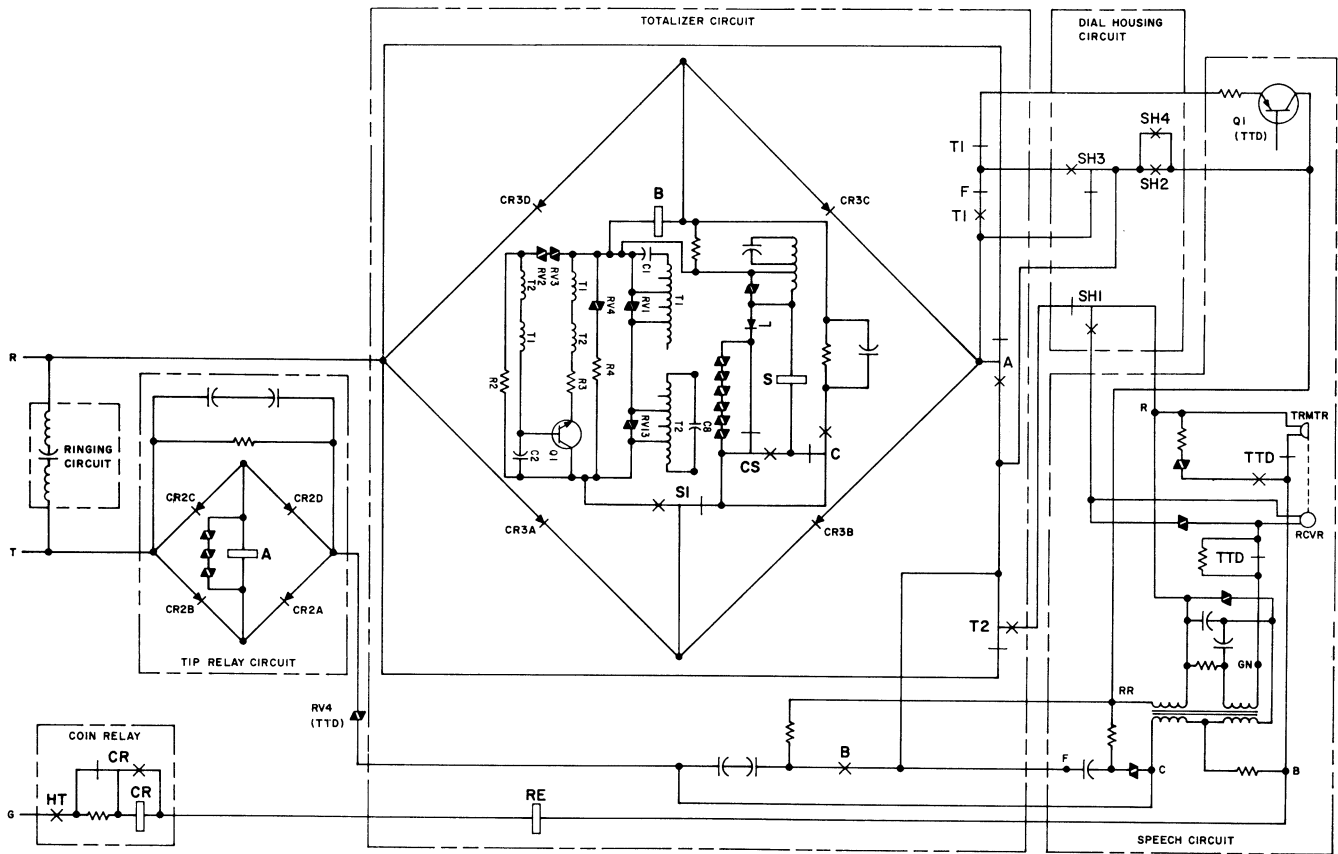 TOTALIZER CIRCUIT
DIAL HOUSING
CIRCUIT
Q1
(TTD)
SH4
T1
SH3
SH2
F
T1
CR3D
B
CR3C
RV2
RV3
C1
T2
T1
RV4
RV1
T1
SH1
T1
T2
L
R
A
R2
R3
R4
S
R
TRMTR
RINGING
CIRCUIT
RV13
T2
C8
TTD
Q1
C2
CS
C
CR2C
CR2D
S1
CR3A
CR3B
RCVR
T
A
TTD
CR2B
CR2A
T2
TIP RELAY CIRCUIT
GN
RV4
(TTD)
RR
COIN RELAY
CR
B
F
C
B
HT
CR
RE
G
SPEECH CIRCUIT